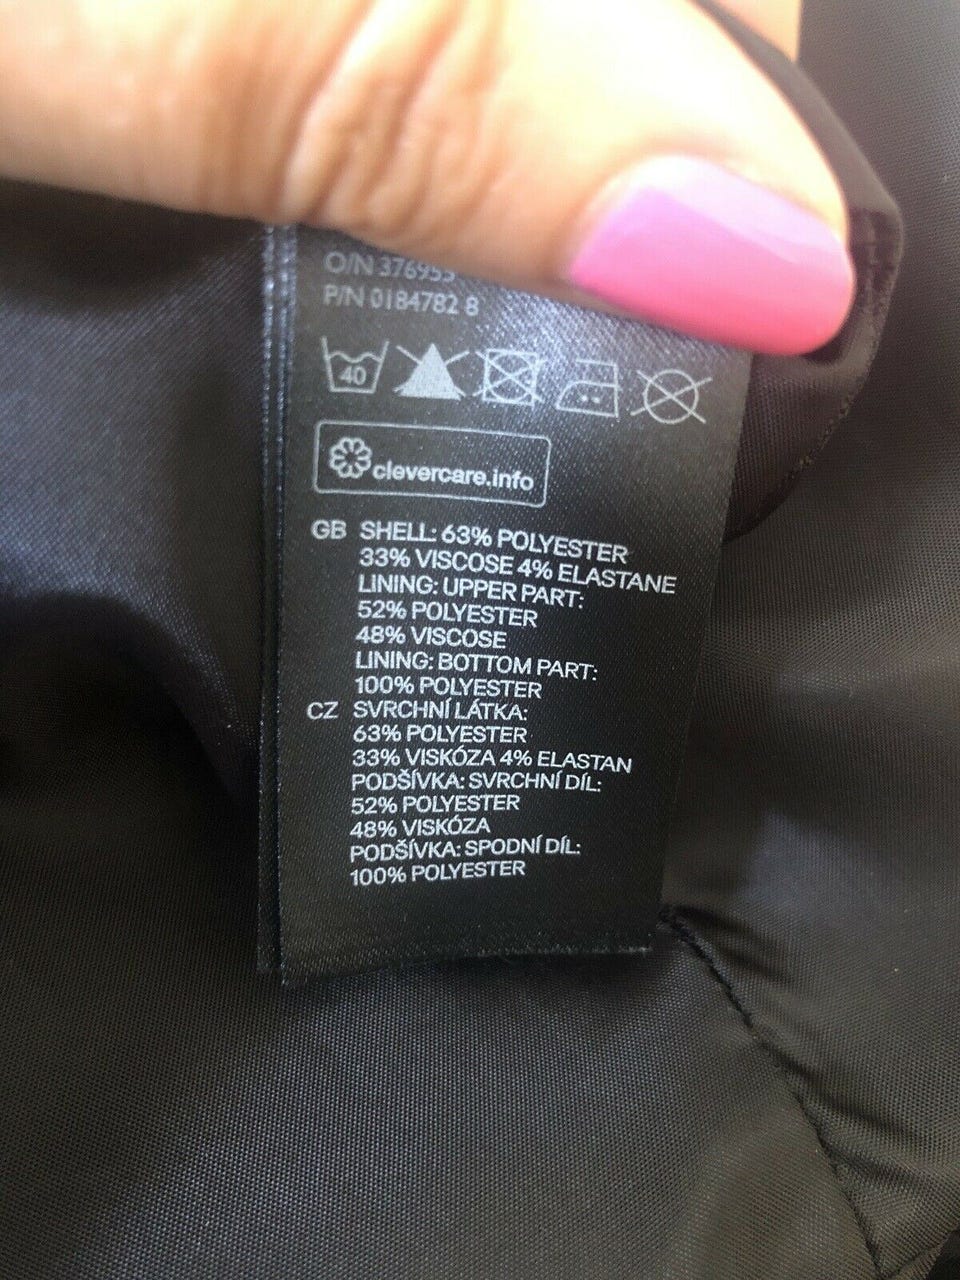 O/N 376955
P/N 0184782 8
40
clevercare.info
GB SHELL: 63% POLYESTER
33% VISCOSE 4% ELASTANE
LINING: UPPER PART:
52% POLYESTER
48% VISCOSE
LINING: BOTTOM PART:
100% POLYESTER
CZ SVRCHNÍ LÁTKA:
63% POLYESTER
33% VISKÓZA 4% ELASTAN
PODŠÍVKA: SVRCHNÍ DÍL:
52% POLYESTER
48% VISKÓZA
PODŠÍVKA: SPODNÍ DÍL:
100% POLYESTER